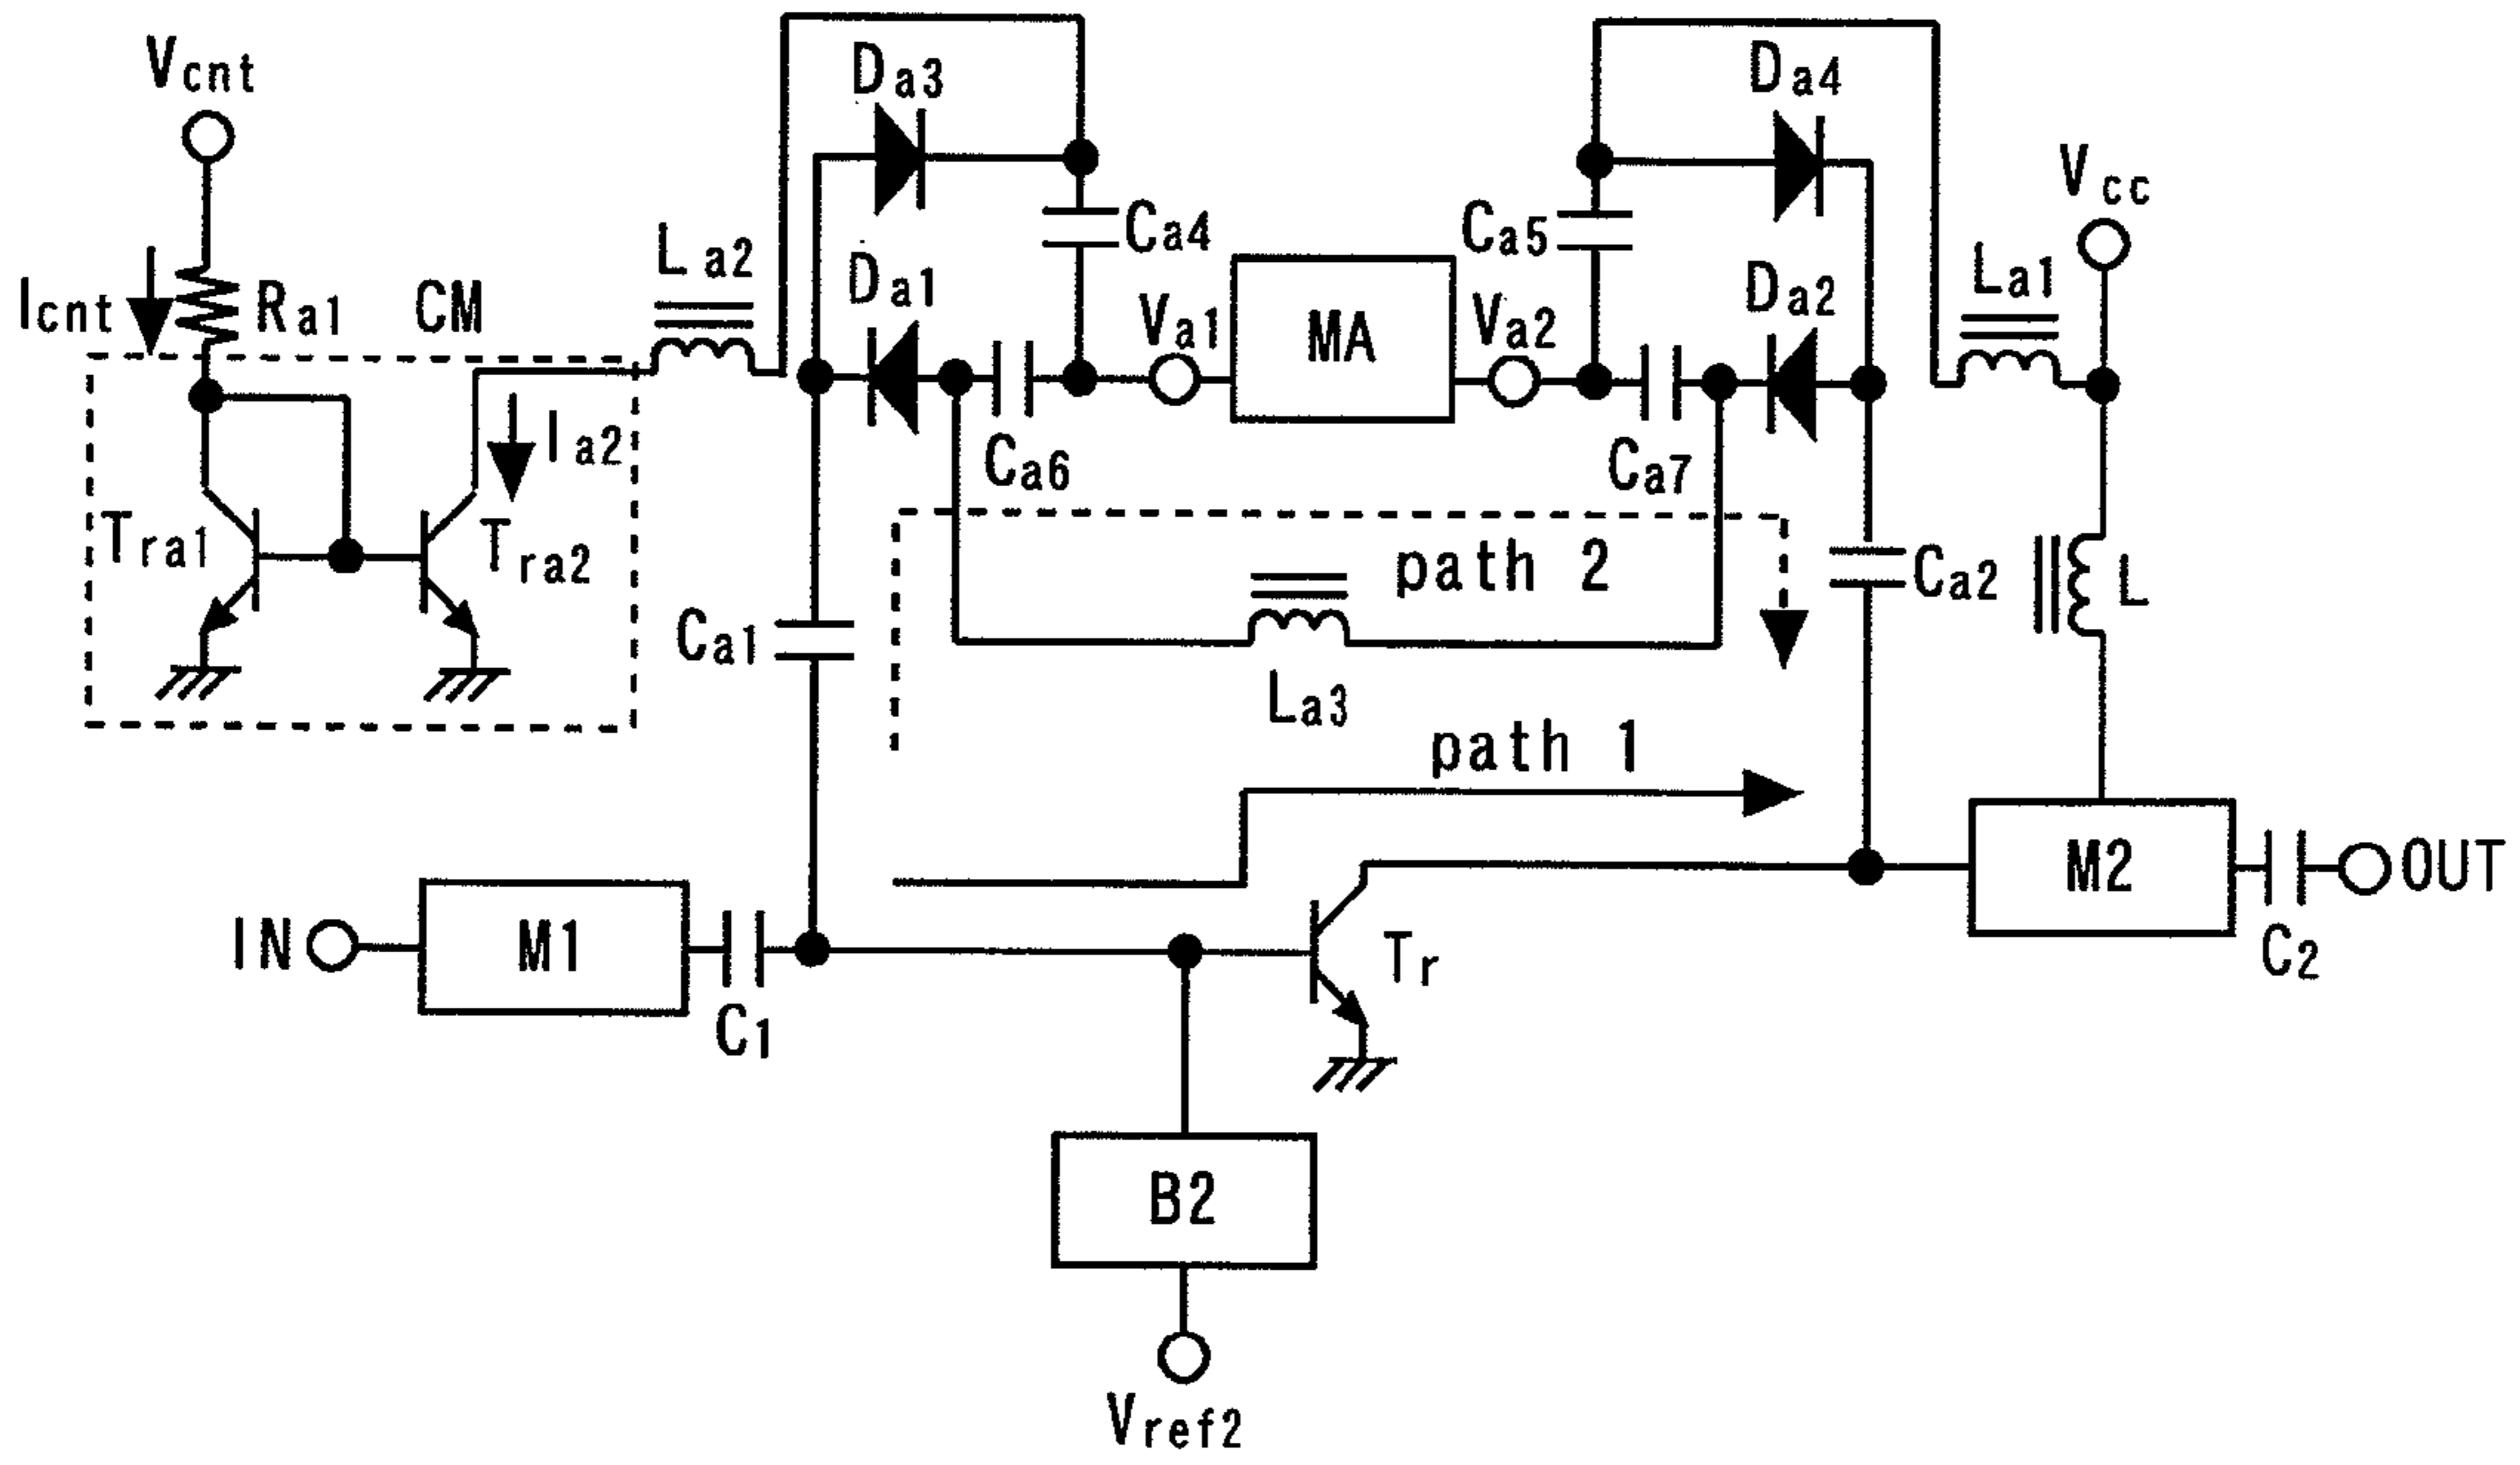 Vcnt
Da3
Da4
Vcc
Ca4
Ca5
La2
Da1
Da2
La1
Icnt
Ra1
CM
Va1
MA
Va2
Ia2
Ca6
Ca7
Tra1
Tra2
path 2
Ca2
L
Ca1
La3
path 1
IN
M1
C1
Tr
M2
OUT
C2
B2
Vref2